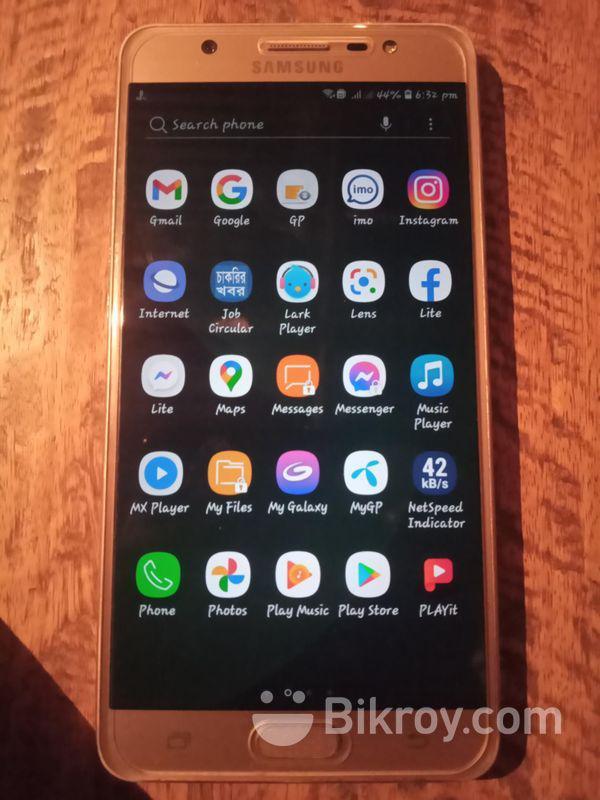 SAMSUNG
44% 6:32 pm
Search phone
imo
Gmail Google GP imo Instagram
চাকরির
খবর
Internet Job Circular Lark Player Lens Lite
Lite Maps Messages Messenger Music Player
42
kB/s
MX Player My Files My Galaxy MyGP NetSpeed Indicator
Phone Photos Play Music Play Store PLAYit
Bikroy.com